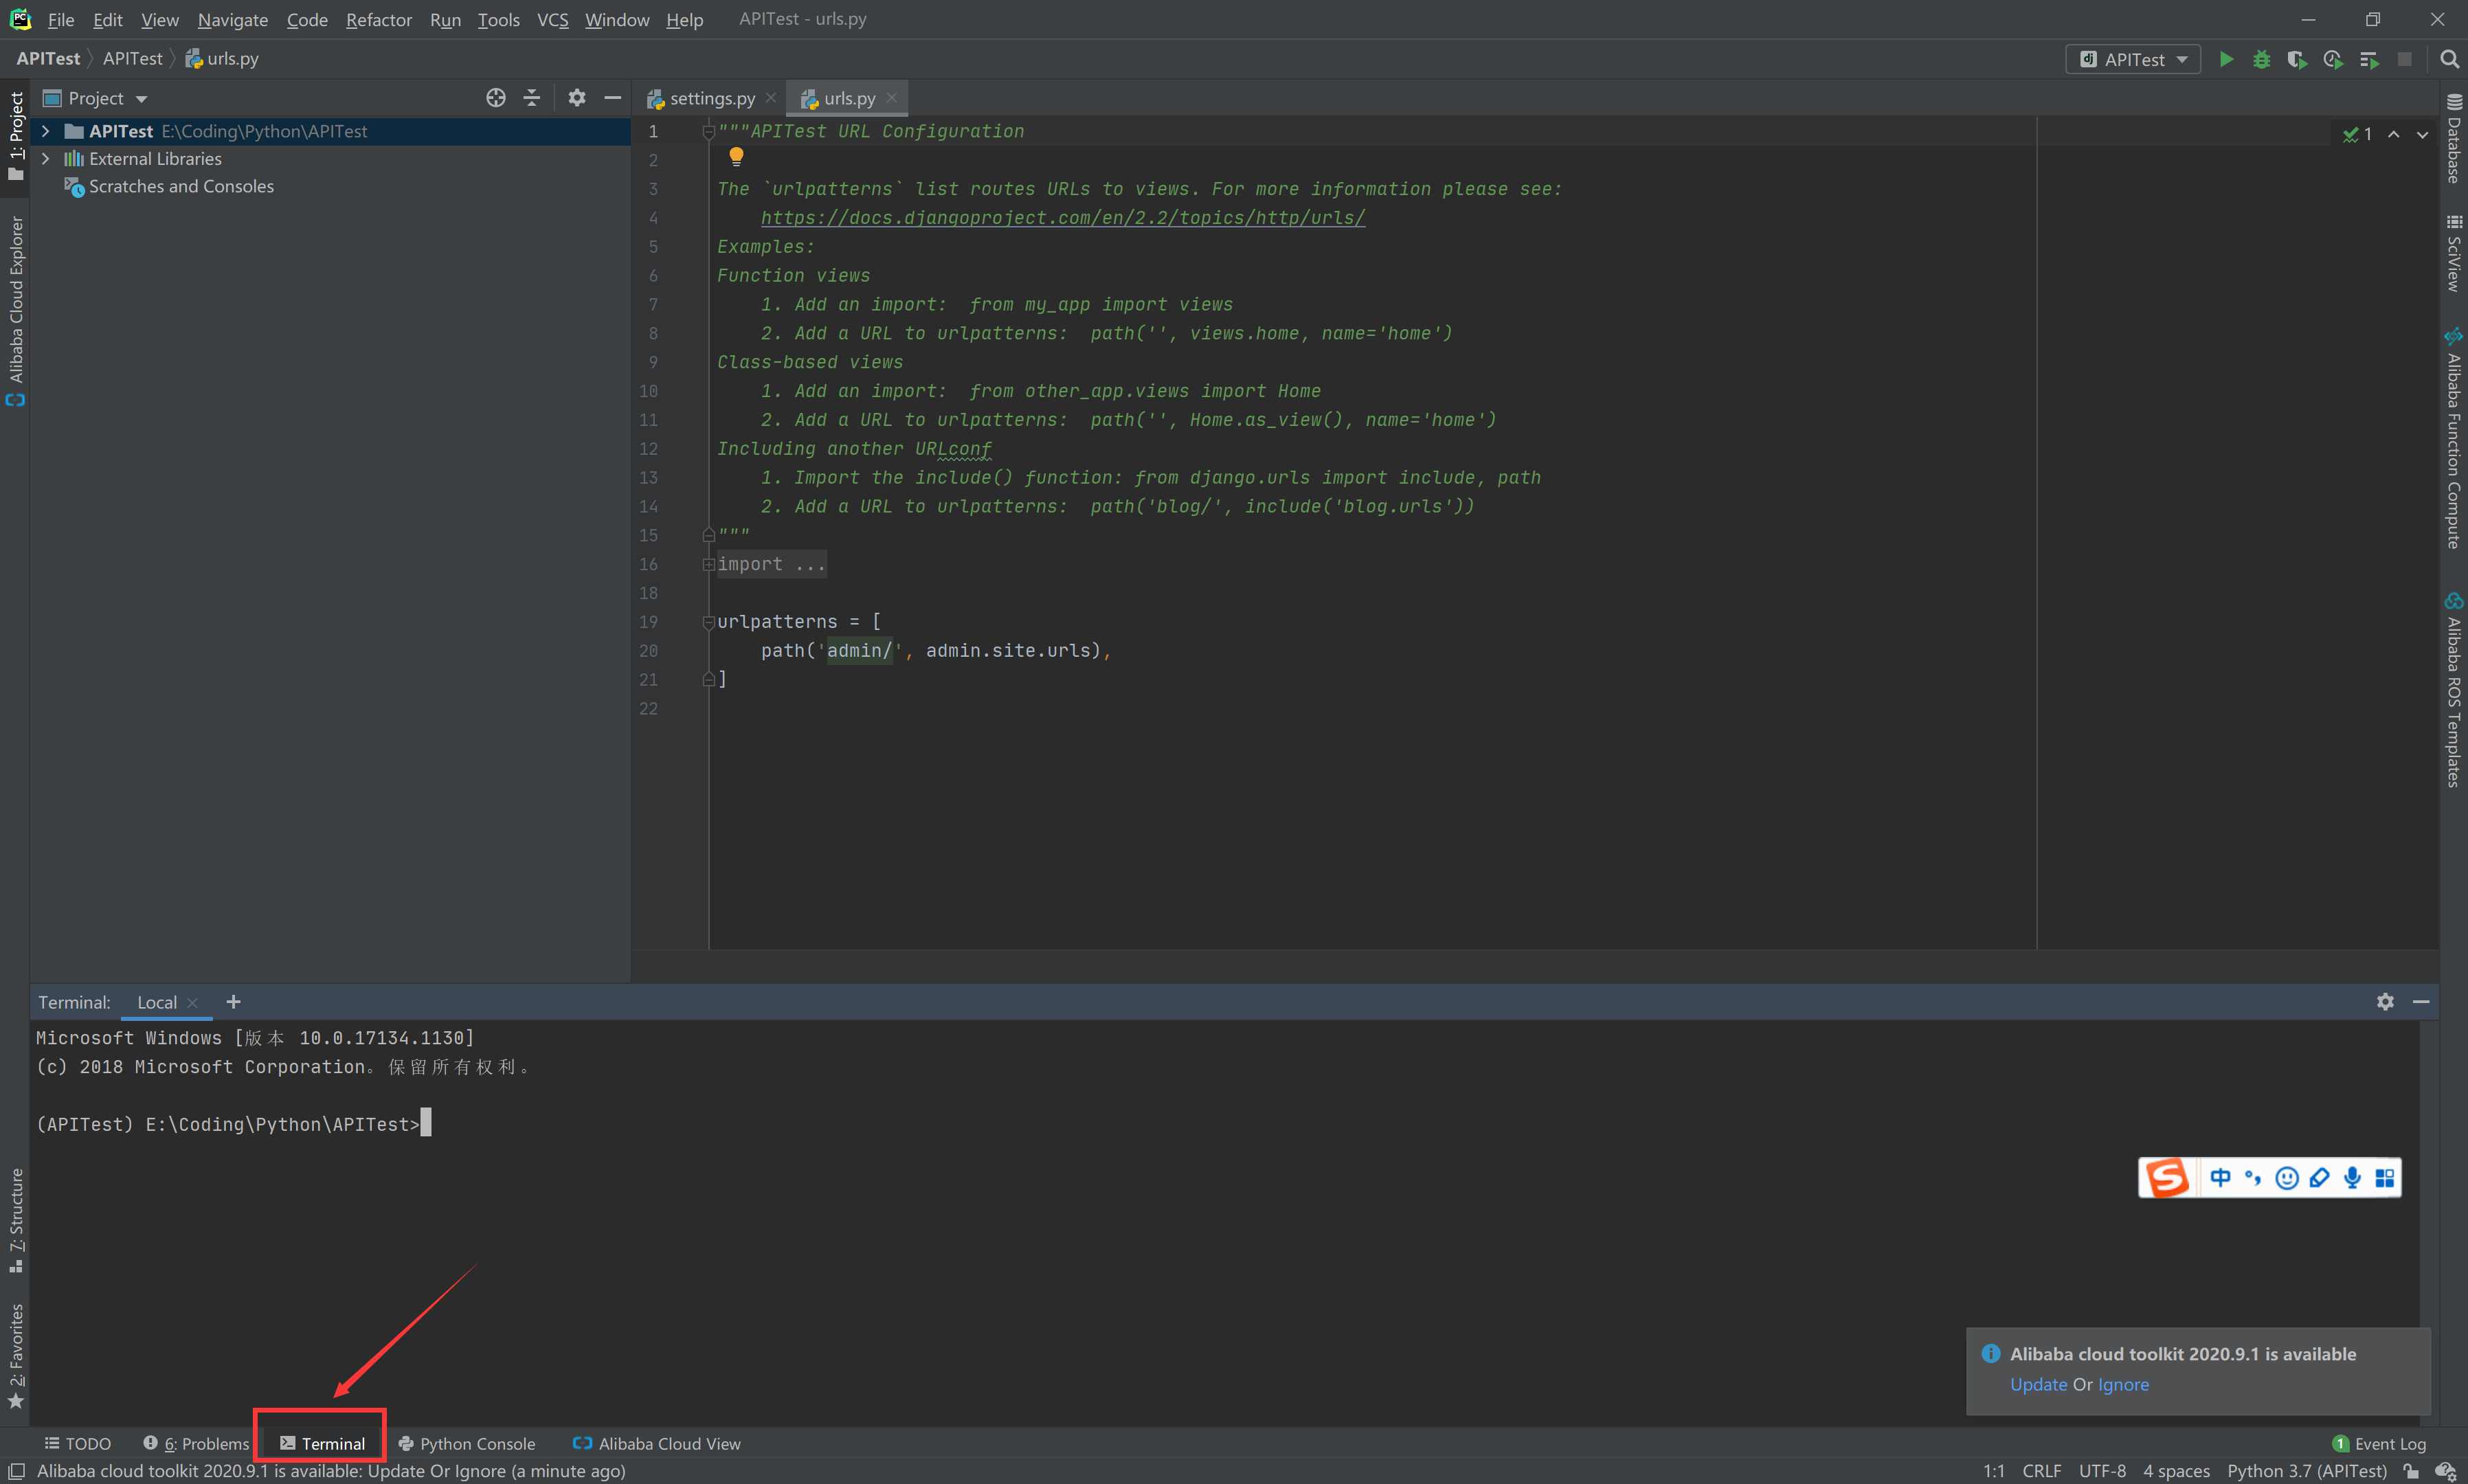 File Edit View Navigate Code Refactor Run Tools VCS Window Help APITest - urls.py
APITest APITest urls.py
APITest
Project
settings.py
urls.py
1: Project
Alibaba Cloud Explorer
7: Structure
2: Favorites
APITest E:\Coding\Python\APITest
External Libraries
Scratches and Consoles
1 """APITest URL Configuration
2
3 The `urlpatterns` list routes URLs to views. For more information please see:
4 https://docs.djangoproject.com/en/2.2/topics/http/urls/
5 Examples:
6 Function views
7 1. Add an import:  from my_app import views
8 2. Add a URL to urlpatterns:  path('', views.home, name='home')
9 Class-based views
10 1. Add an import:  from other_app.views import Home
11 2. Add a URL to urlpatterns:  path('', Home.as_view(), name='home')
12 Including another URLconf
13 1. Import the include() function: from django.urls import include, path
14 2. Add a URL to urlpatterns:  path('blog/', include('blog.urls'))
15 """
16 import ...
18
19 urlpatterns = [
20 path('admin/', admin.site.urls),
21 ]
22
1
Database
SciView
Alibaba Function Compute
Alibaba ROS Templates
Terminal: Local +
Microsoft Windows [版本 10.0.17134.1130]
(c) 2018 Microsoft Corporation。保留所有权利。
(APITest) E:\Coding\Python\APITest>
S 中
Alibaba cloud toolkit 2020.9.1 is available
Update Or Ignore
TODO 6: Problems Terminal Python Console Alibaba Cloud View 1 Event Log
Alibaba cloud toolkit 2020.9.1 is available: Update Or Ignore (a minute ago) 1:1 CRLF UTF-8 4 spaces Python 3.7 (APITest)